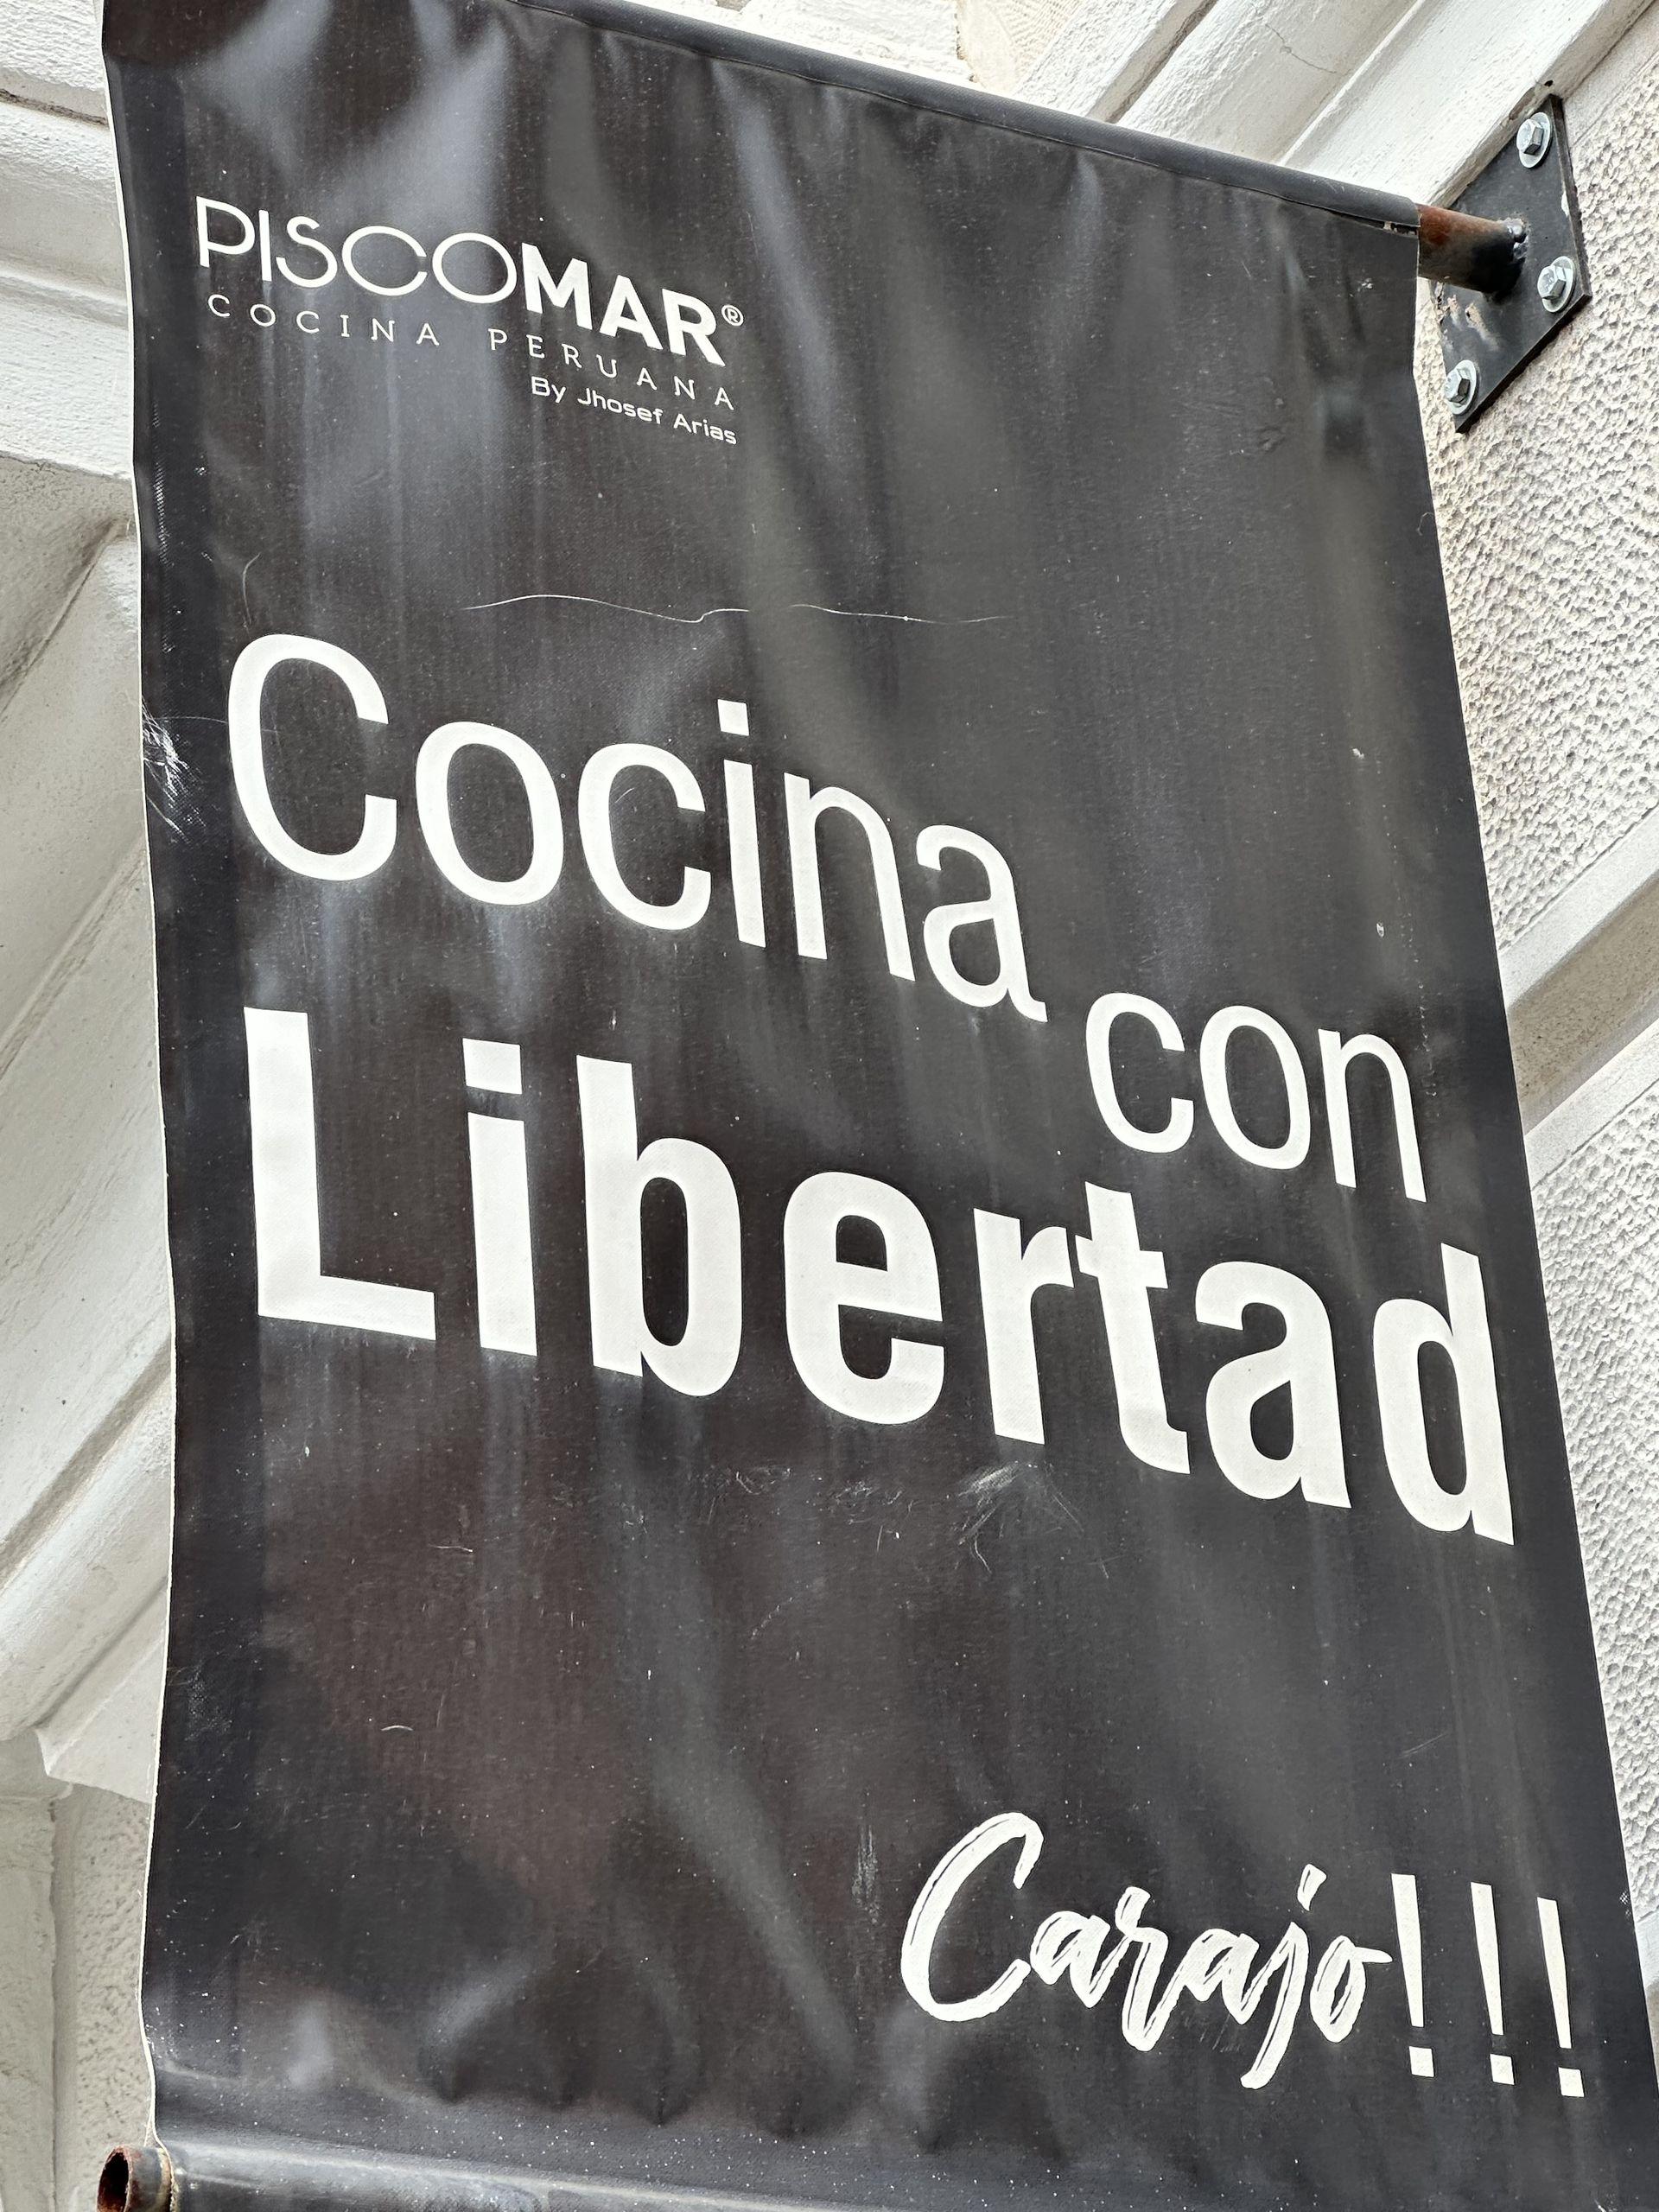 PISCOMAR®
COCINA PERUANA
By Jhosef Arias
Cocina con
Libertad
Carajo!!!